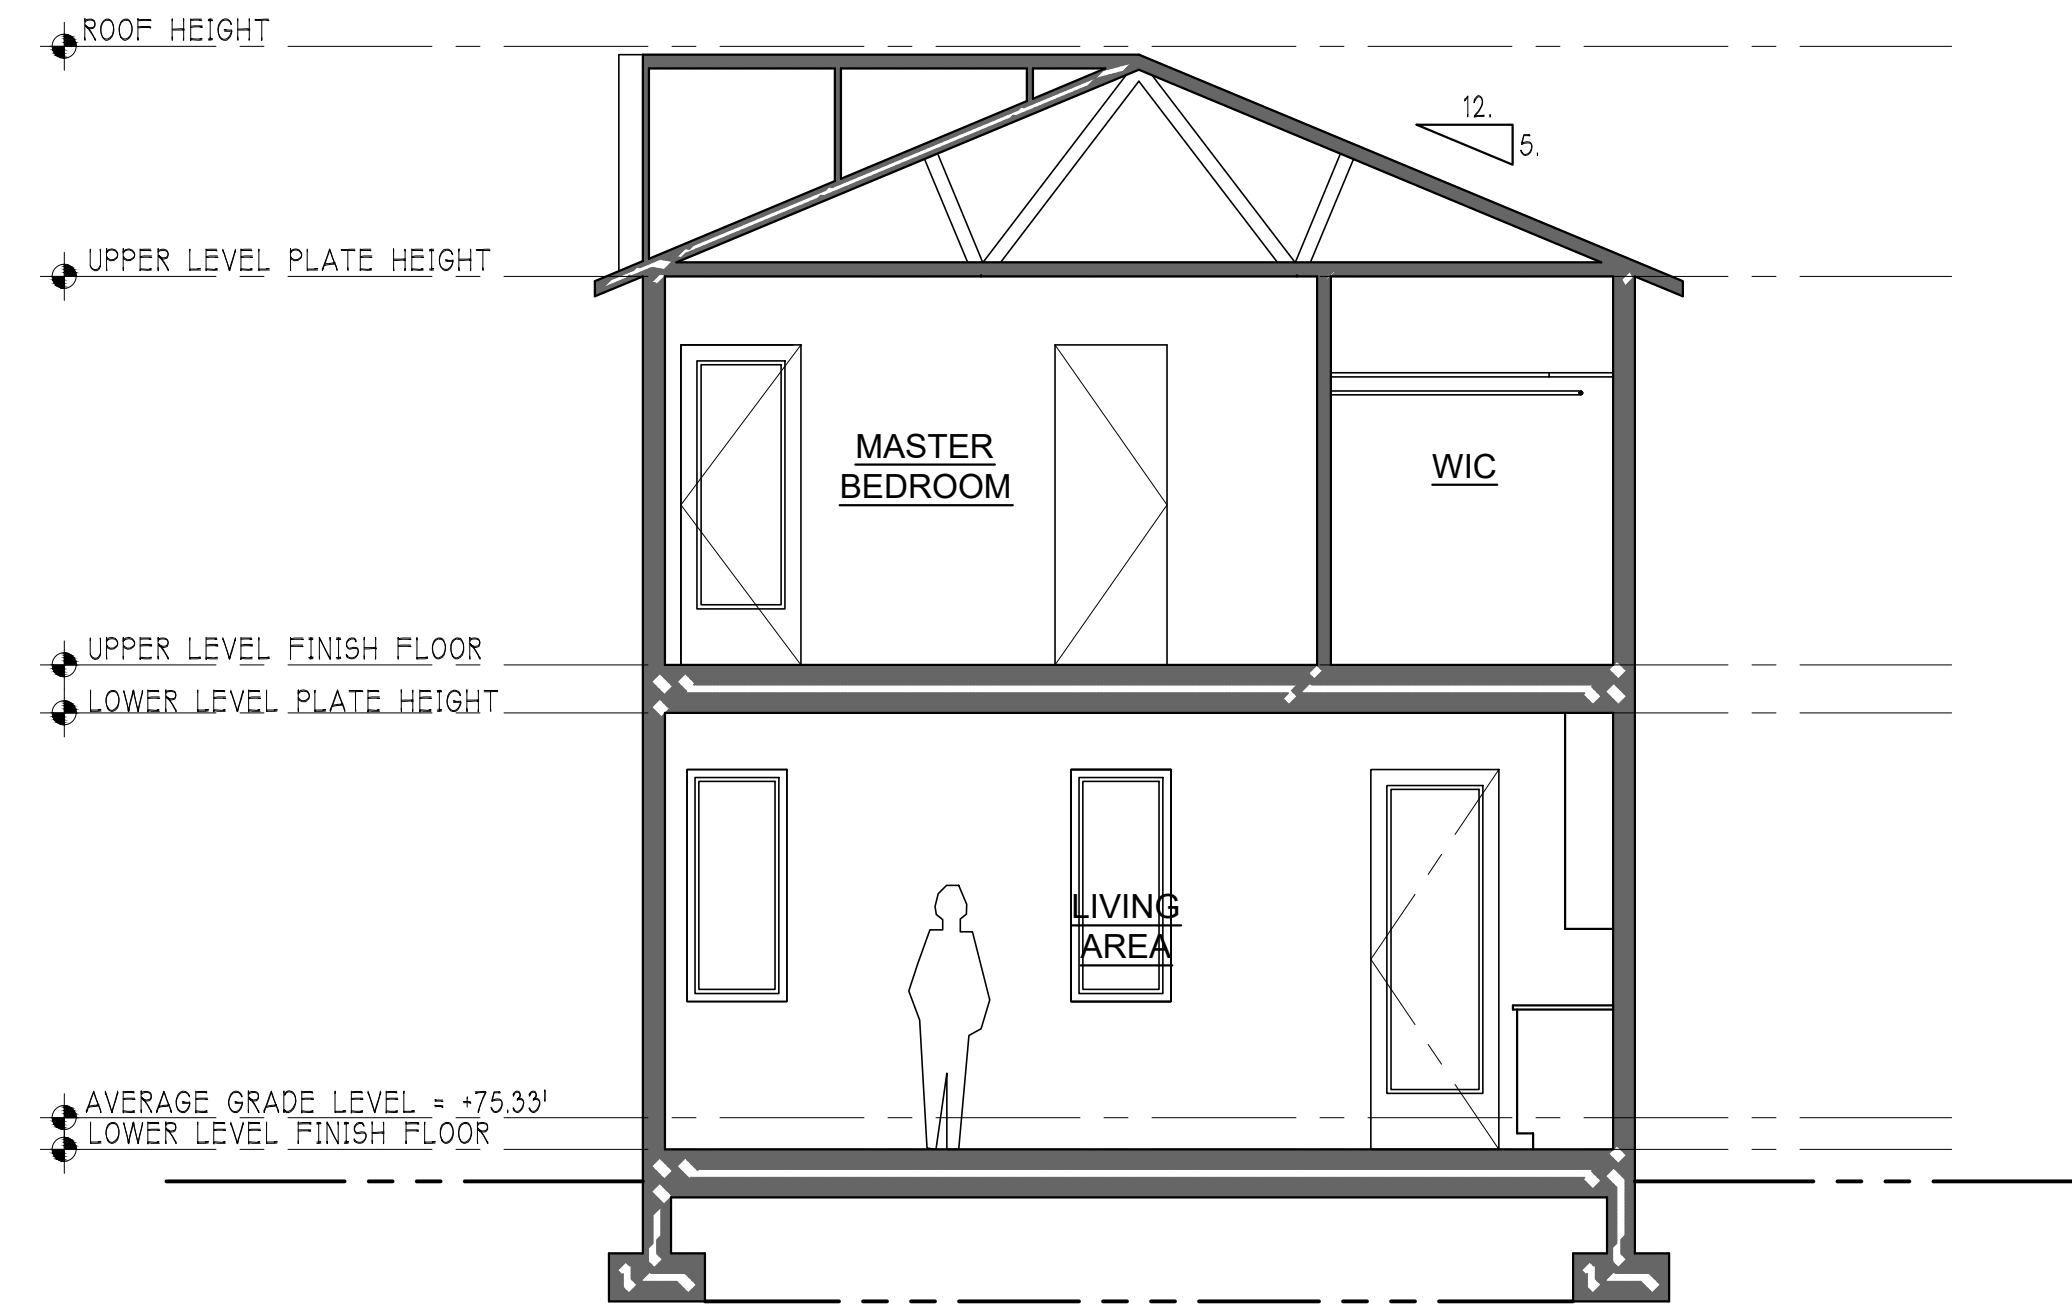 ROOF HEIGHT
12.
5.
UPPER LEVEL PLATE HEIGHT
MASTER
BEDROOM
WIC
UPPER LEVEL FINISH FLOOR
LOWER LEVEL PLATE HEIGHT
LIVING
AREA
AVERAGE GRADE LEVEL = +75.33'
LOWER LEVEL FINISH FLOOR